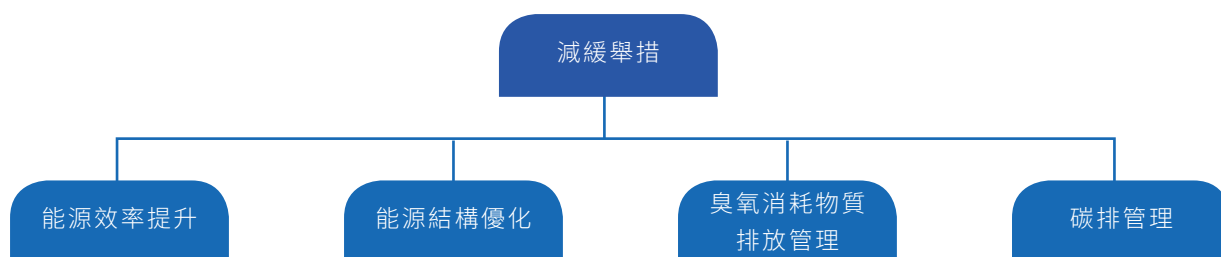 減緩舉措
能源效率提升
能源結構優化
臭氧消耗物質
排放管理
碳排管理